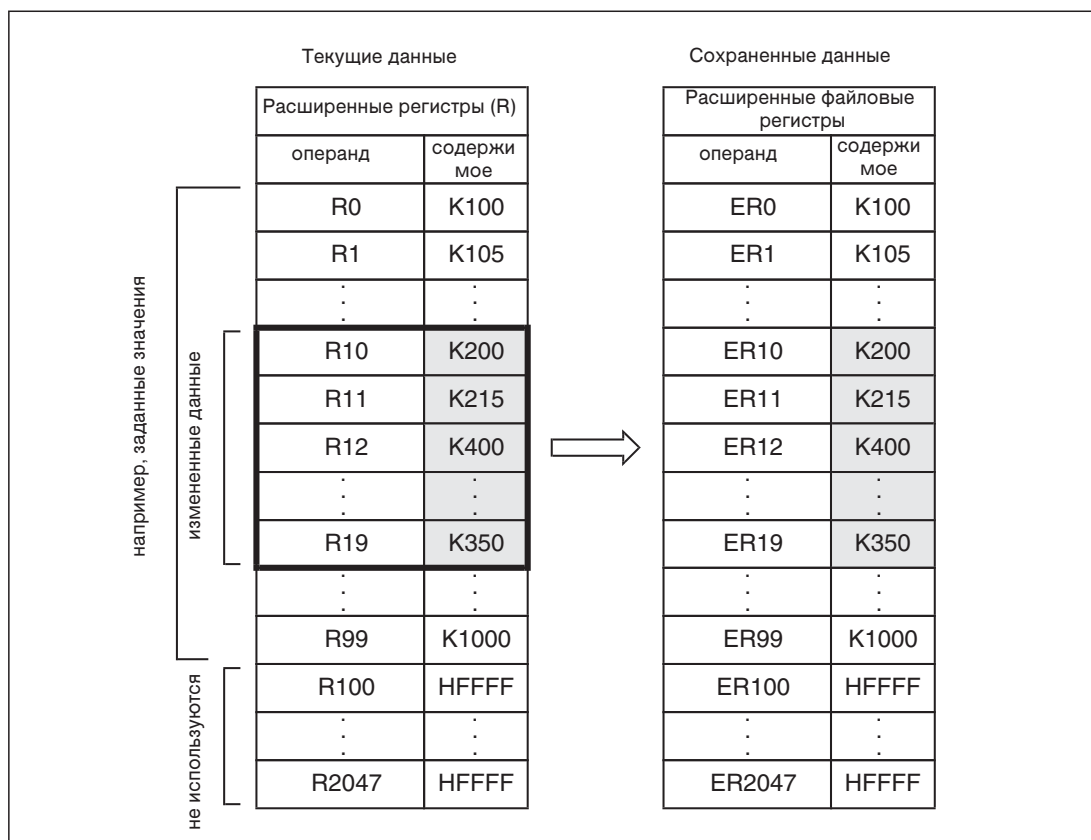 Текущие данные
Сохраненные данные
Расширенные регистры (R)
Расширенные файловые
регистры
операнд содержи
мое
операнд содержи
мое
R0 K100 ER0 K100
R1 K105 ER1 K105
: : : :
R10 K200 ER10 K200
R11 K215 ER11 K215
R12 K400 ER12 K400
: : : :
R19 K350 ER19 K350
: : : :
R99 K1000 ER99 K1000
R100 HFFFF ER100 HFFFF
: : : :
R2047 HFFFF ER2047 HFFFF
например, заданные значения
измененные данные
не используются